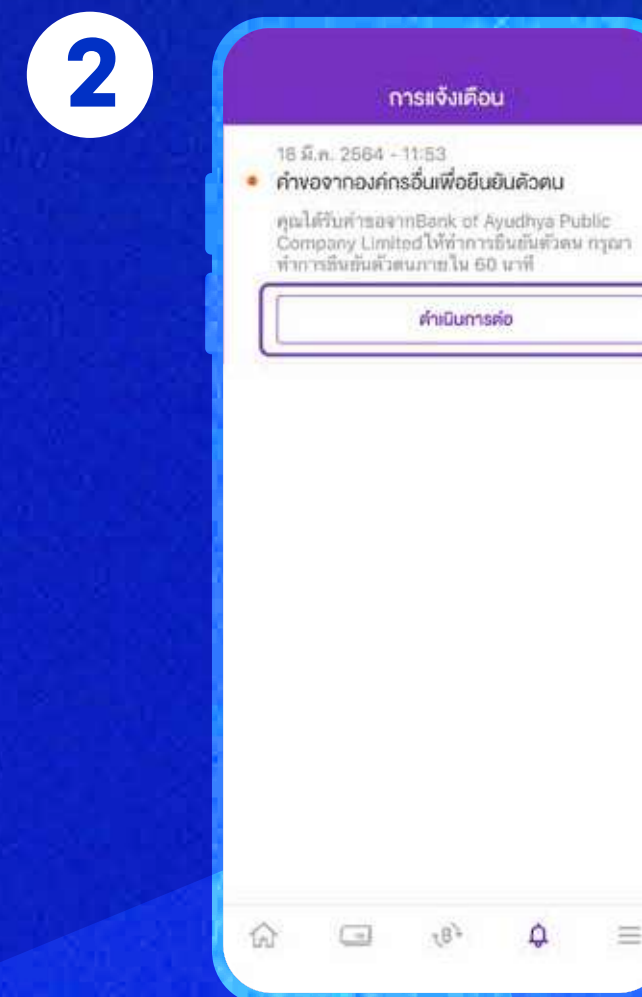 2
การแจ้งเตือน
18 มี.ค. 2564 - 11:53
คำขอจากองค์กรอื่นเพื่อยืนยันตัวตน
คุณได้รับคำขอจากBank of Ayudhya Public
Company Limitedให้ทำการยืนยันตัวตน กรุณา
ทำการยืนยันตัวตนภายใน 60 นาที
ดำเนินการต่อ